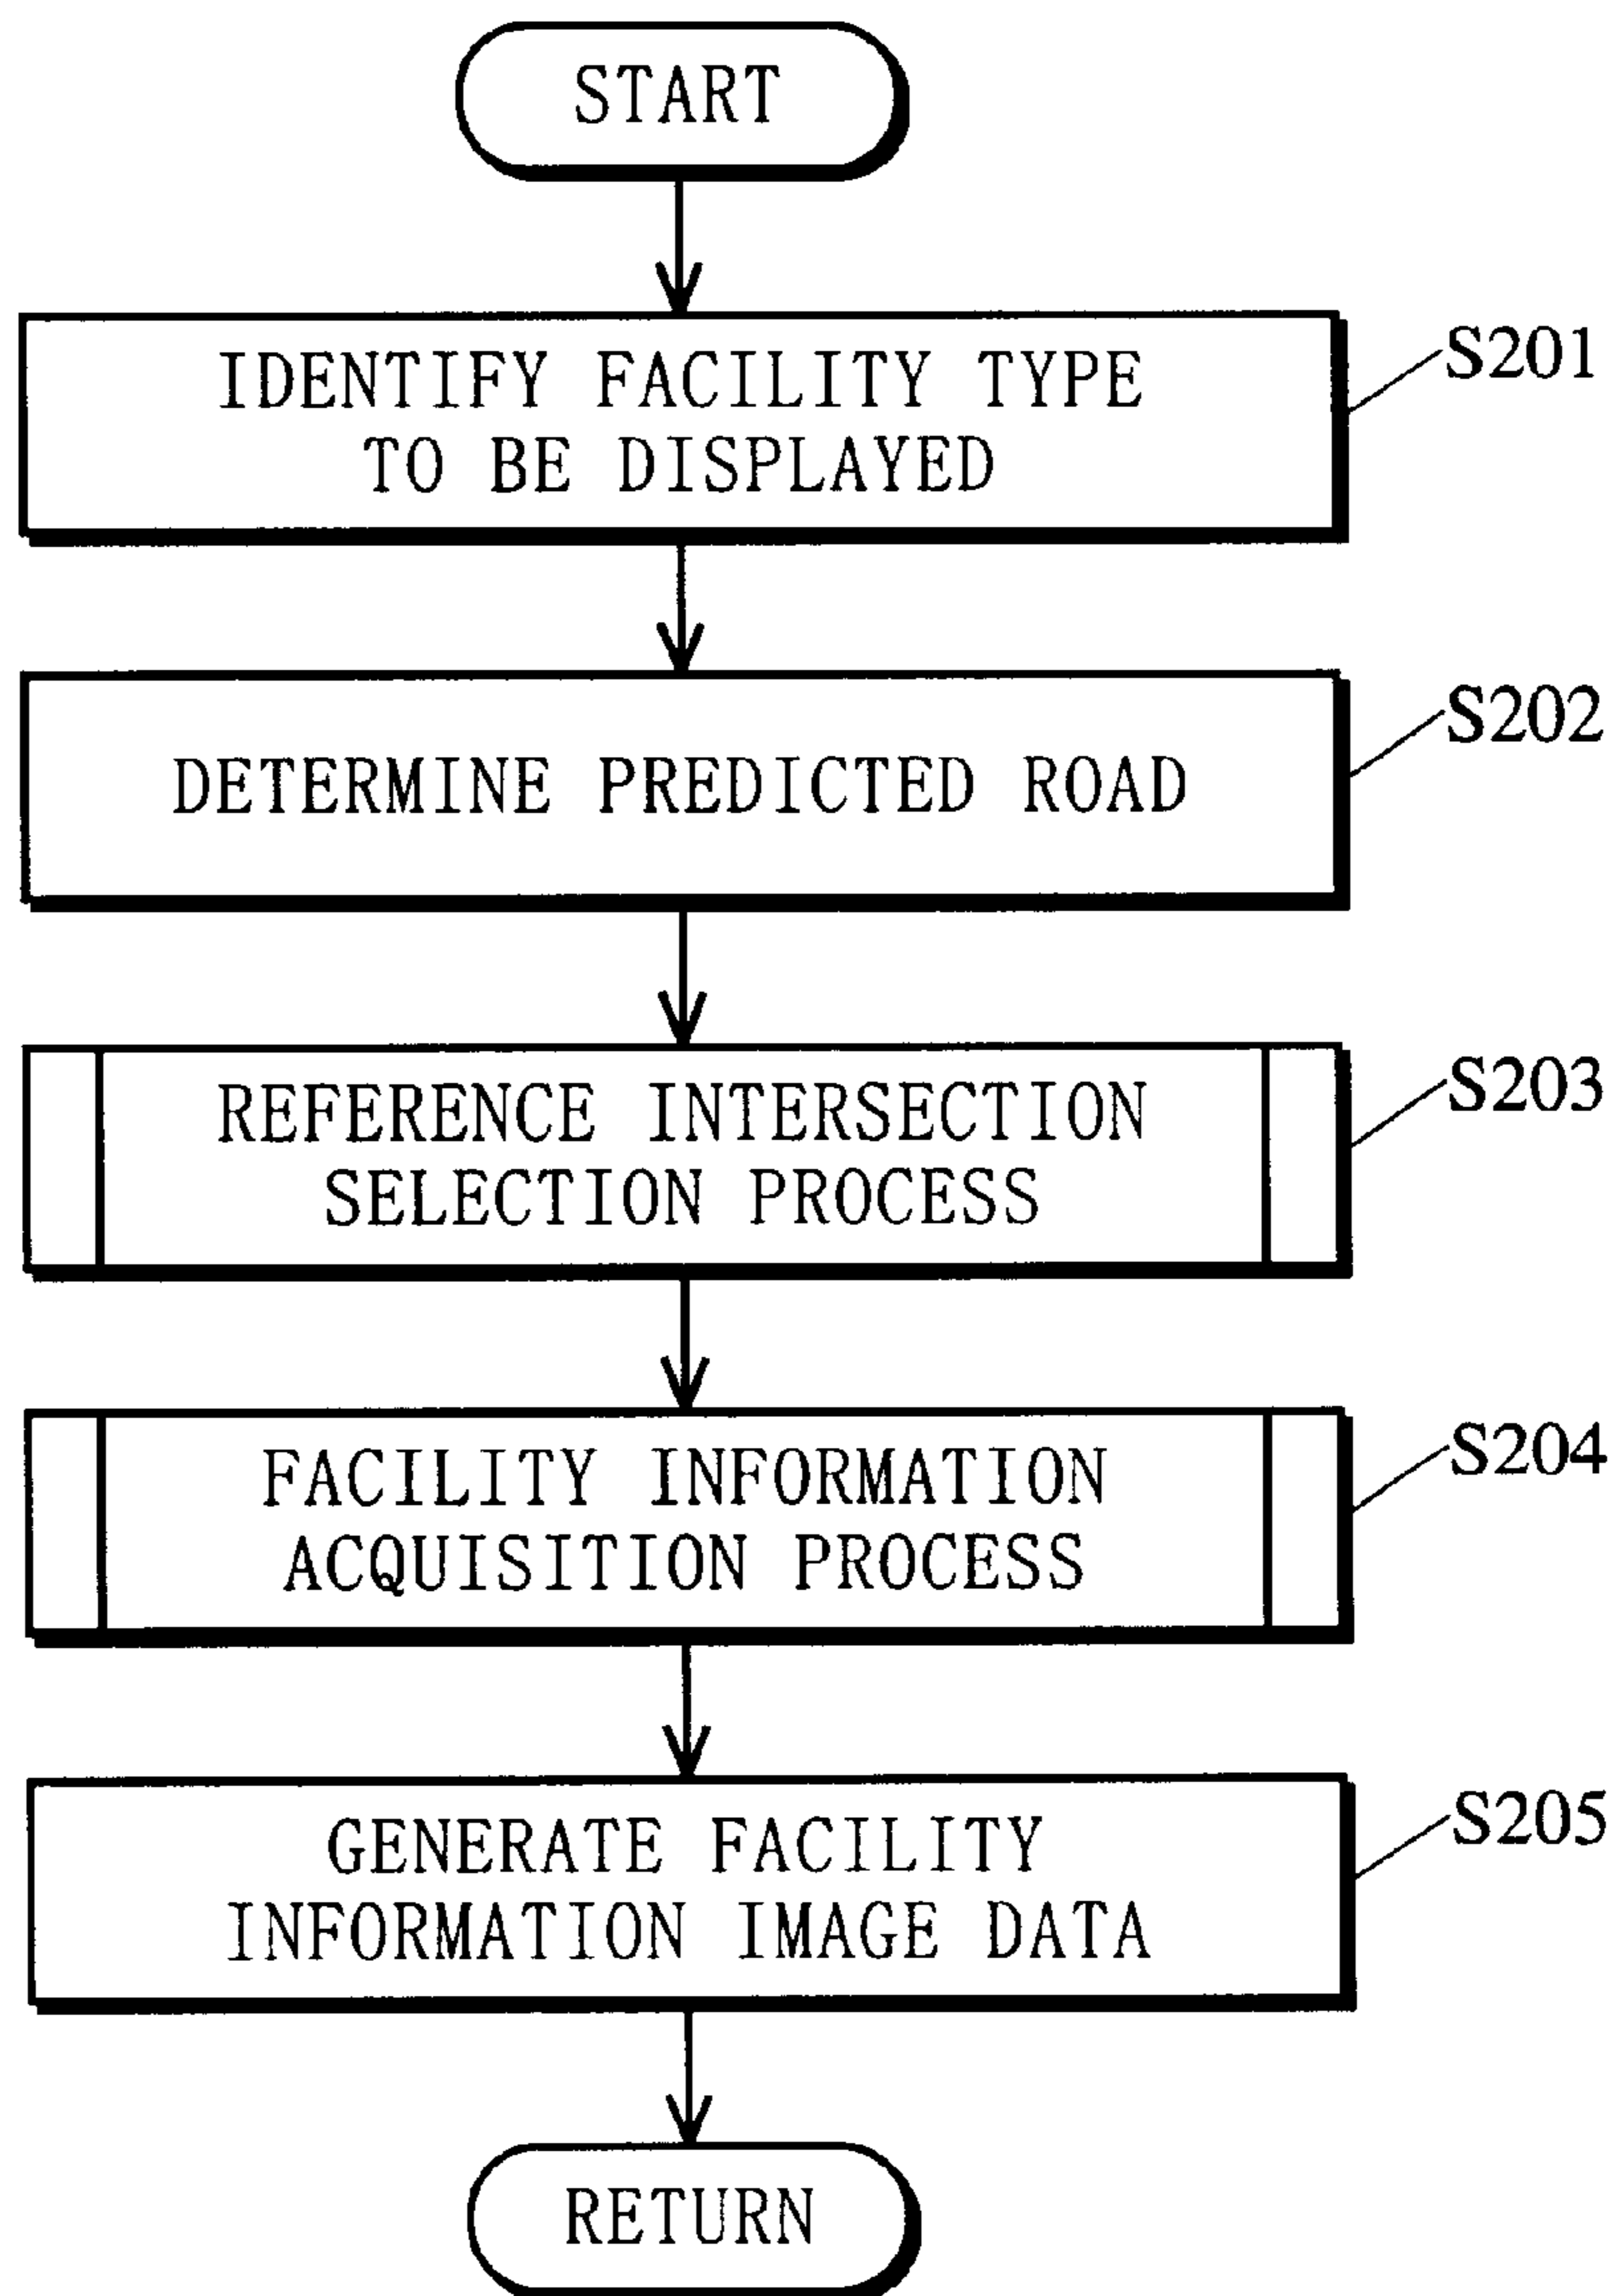 START
IDENTIFY FACILITY TYPE
TO BE DISPLAYED
S201
DETERMINE PREDICTED ROAD
S202
REFERENCE INTERSECTION
SELECTION PROCESS
S203
FACILITY INFORMATION
ACQUISITION PROCESS
S204
GENERATE FACILITY
INFORMATION IMAGE DATA
S205
RETURN